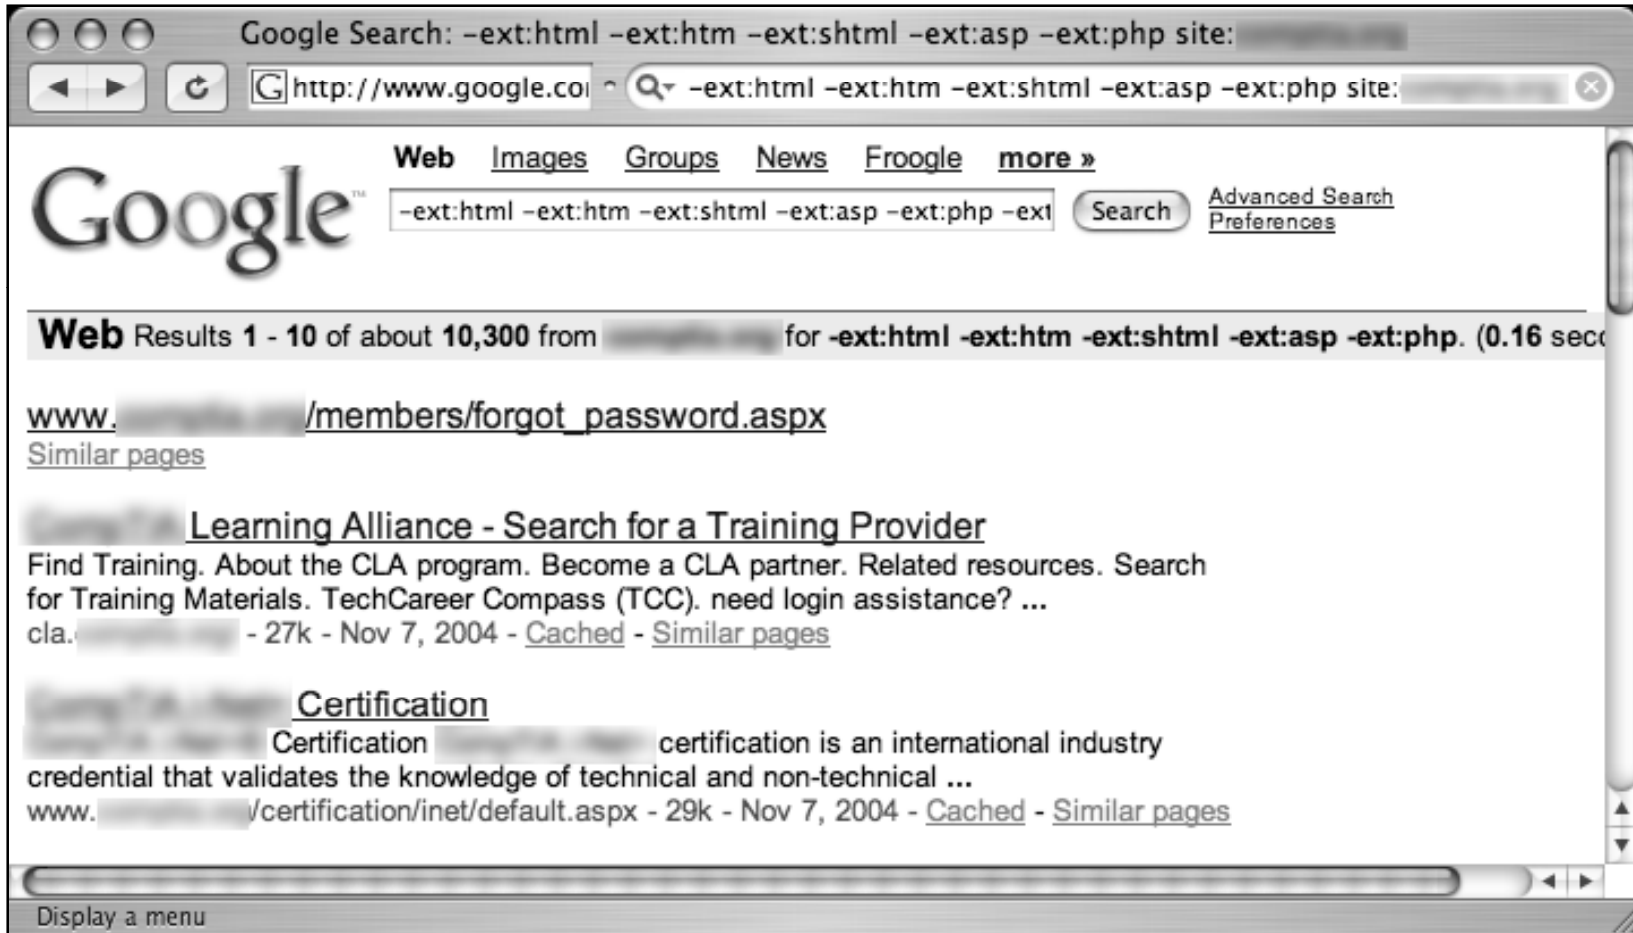 Google Search: –ext:html –ext:htm –ext:shtml –ext:asp –ext:php site:
G http://www.google.co –ext:html –ext:htm –ext:shtml –ext:asp –ext:php site:
Web Images Groups News Froogle more »
Google™
–ext:html –ext:htm –ext:shtml –ext:asp –ext:php –ext Search Advanced Search
Preferences
Web Results 1 - 10 of about 10,300 from for -ext:html -ext:htm -ext:shtml -ext:asp -ext:php. (0.16 sec
www. /members/forgot_password.aspx
Similar pages
Learning Alliance - Search for a Training Provider
Find Training. About the CLA program. Become a CLA partner. Related resources. Search
for Training Materials. TechCareer Compass (TCC). need login assistance? ...
cla. - 27k - Nov 7, 2004 - Cached - Similar pages
Certification
Certification certification is an international industry
credential that validates the knowledge of technical and non-technical ...
www. /certification/inet/default.aspx - 29k - Nov 7, 2004 - Cached - Similar pages
Display a menu